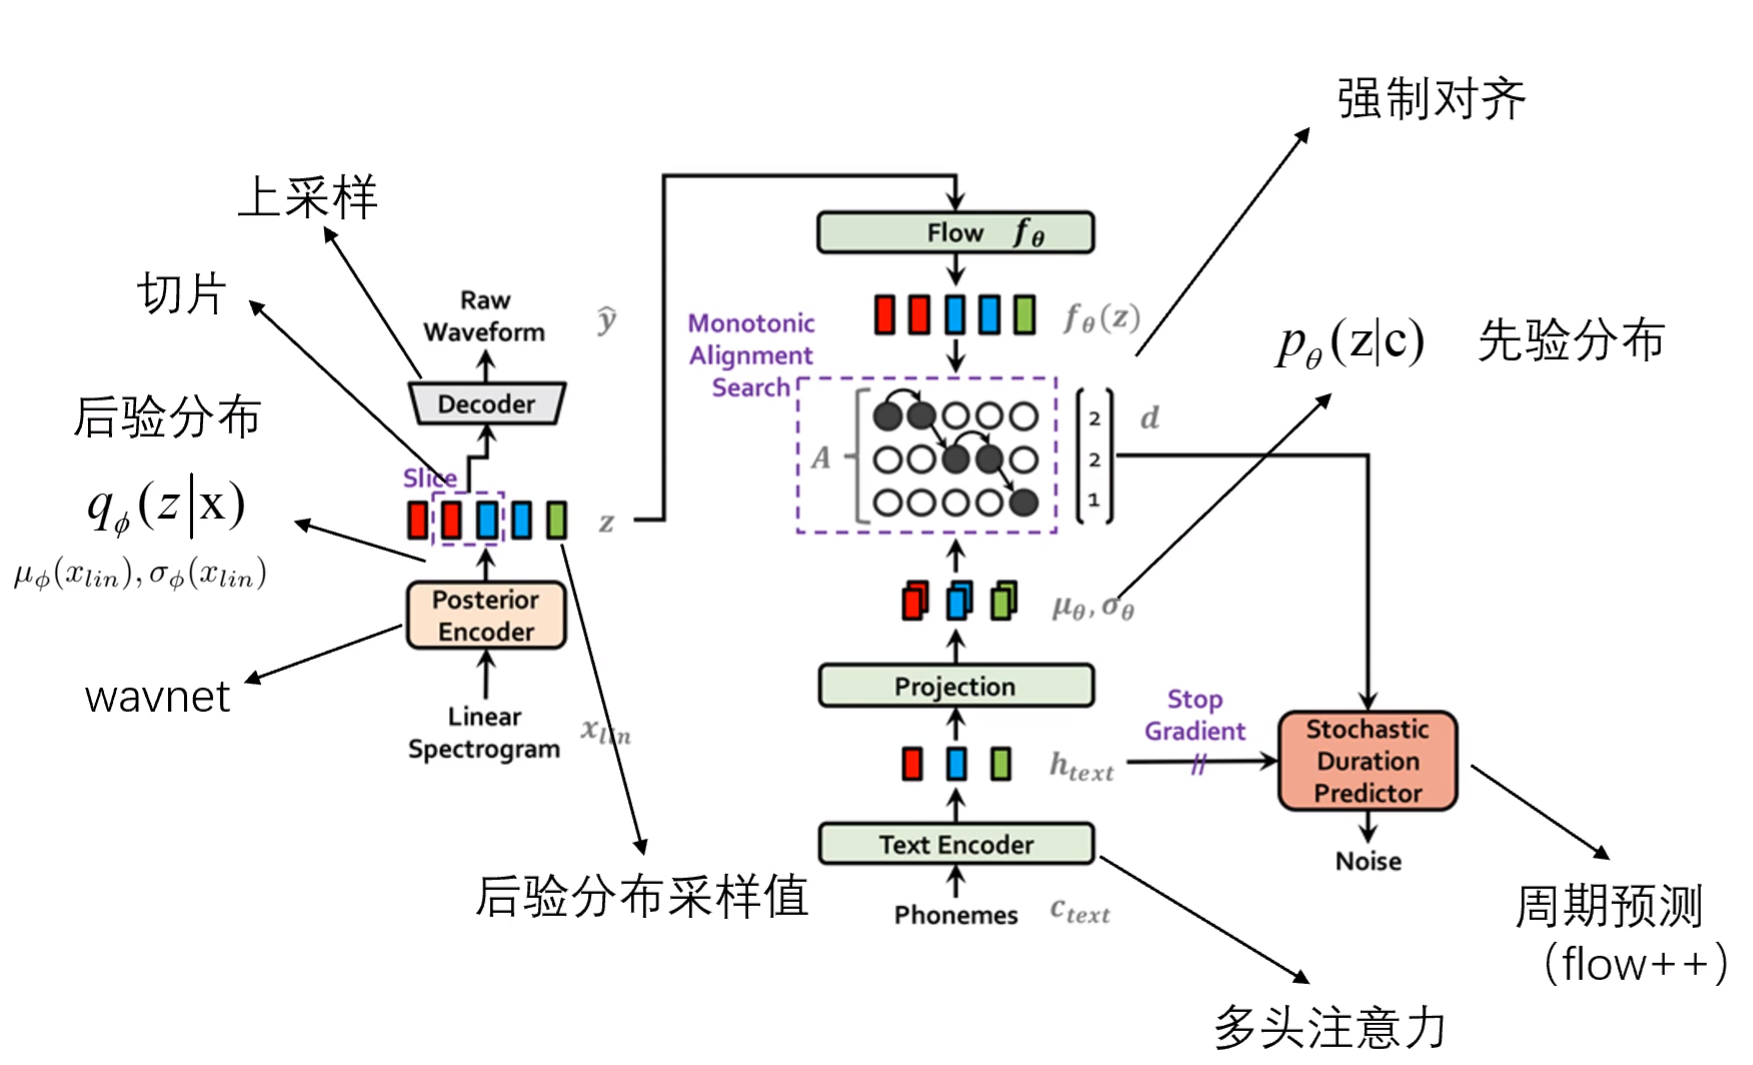 强制对齐
上采样
切片
后验分布
q_ϕ(z|x)
μ_ϕ(x_lin), σ_ϕ(x_lin)
wavnet
Raw
Waveform
ŷ
Decoder
Slice
z
Posterior
Encoder
Linear
Spectrogram
x_lin
后验分布采样值
Flow f_θ
f_θ(z)
Monotonic
Alignment
Search
A
2
2
1
d
p_θ(z|c) 先验分布
μ_θ, σ_θ
Projection
h_text
Stop
Gradient
//
Stochastic
Duration
Predictor
Noise
Text Encoder
Phonemes
c_text
周期预测
（flow++）
多头注意力